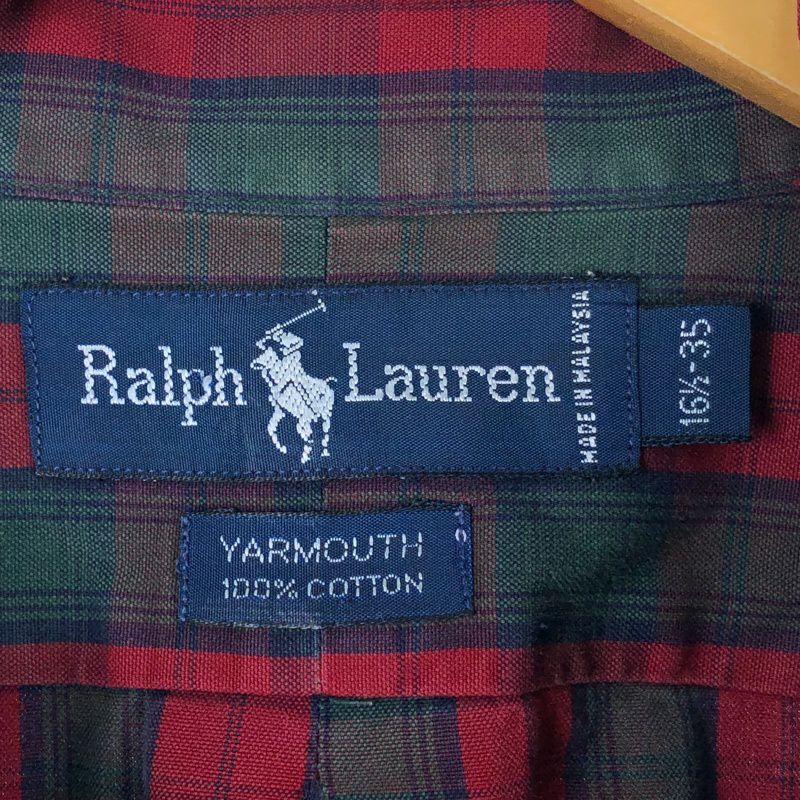 Ralph Lauren
MADE IN MALAYSIA
16½-35
YARMOUTH
100% COTTON